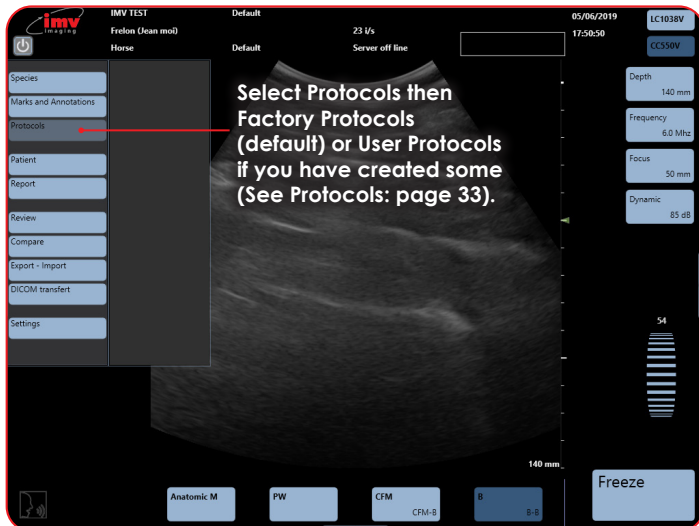 imv
imaging
IMV TEST
Default
05/06/2019
LC1038V
Frelon (Jean moi)
23 i/s
17:50:50
Horse
Default
Server off line
CC550V
Species
Marks and Annotations
Protocols
Patient
Report
Review
Compare
Export - Import
DICOM transfert
Settings
Select Protocols then
Factory Protocols
(default) or User Protocols
if you have created some
(See Protocols: page 33).
Depth
140 mm
Frequency
6.0 Mhz
Focus
50 mm
Dynamic
85 dB
54
140 mm
Anatomic M
PW
CFM
CFM-B
B
B-B
Freeze